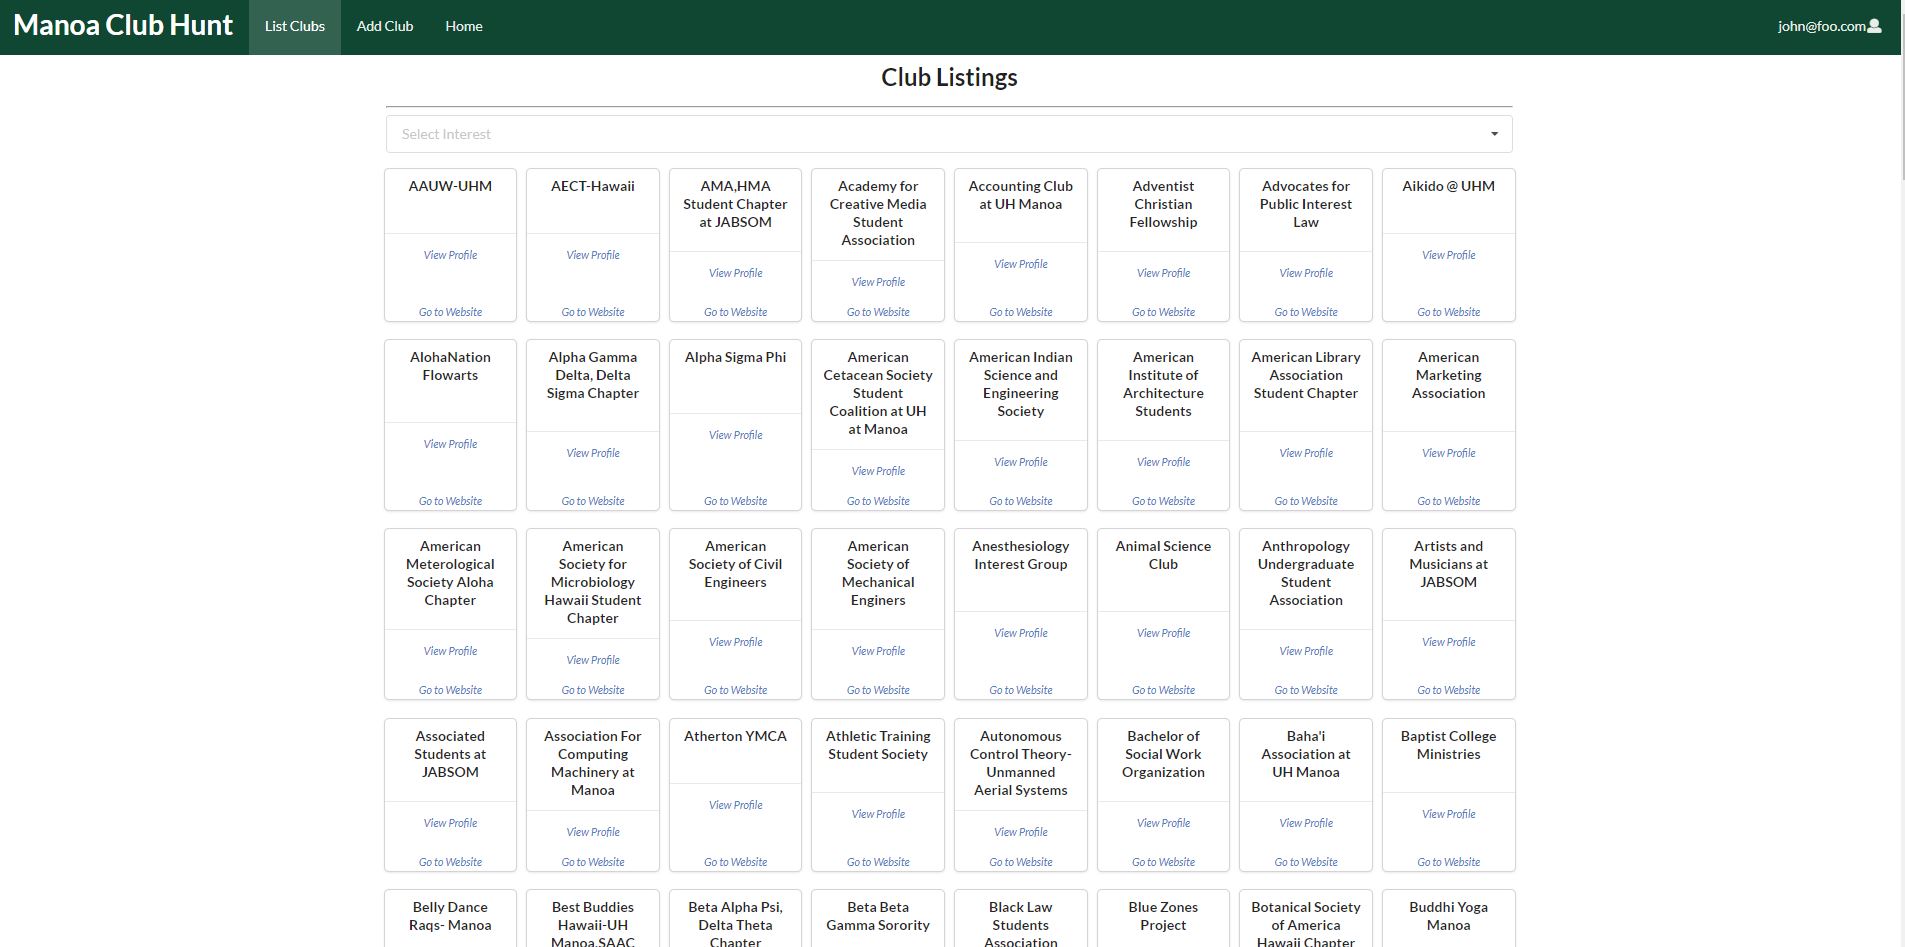 Manoa Club Hunt
List Clubs
Add Club
Home
john@foo.com
Club Listings
Select Interest
AAUW-UHM
View Profile
Go to Website
AECT-Hawaii
View Profile
Go to Website
AMA,HMA
Student Chapter
at JABSOM
View Profile
Go to Website
Academy for
Creative Media
Student
Association
View Profile
Go to Website
Accounting Club
at UH Manoa
View Profile
Go to Website
Adventist
Christian
Fellowship
View Profile
Go to Website
Advocates for
Public Interest
Law
View Profile
Go to Website
Aikido @ UHM
View Profile
Go to Website
AlohaNation
Flowarts
View Profile
Go to Website
Alpha Gamma
Delta, Delta
Sigma Chapter
View Profile
Go to Website
Alpha Sigma Phi
View Profile
Go to Website
American
Cetacean Society
Student
Coalition at UH
at Manoa
View Profile
Go to Website
American Indian
Science and
Engineering
Society
View Profile
Go to Website
American
Institute of
Architecture
Students
View Profile
Go to Website
American Library
Association
Student Chapter
View Profile
Go to Website
American
Marketing
Association
View Profile
Go to Website
American
Meterological
Society Aloha
Chapter
View Profile
Go to Website
American
Society for
Microbiology
Hawaii Student
Chapter
View Profile
Go to Website
American
Society of Civil
Engineers
View Profile
Go to Website
American
Society of
Mechanical
Enginers
View Profile
Go to Website
Anesthesiology
Interest Group
View Profile
Go to Website
Animal Science
Club
View Profile
Go to Website
Anthropology
Undergraduate
Student
Association
View Profile
Go to Website
Artists and
Musicians at
JABSOM
View Profile
Go to Website
Associated
Students at
JABSOM
View Profile
Go to Website
Association For
Computing
Machinery at
Manoa
View Profile
Go to Website
Atherton YMCA
View Profile
Go to Website
Athletic Training
Student Society
View Profile
Go to Website
Autonomous
Control Theory-
Unmanned
Aerial Systems
View Profile
Go to Website
Bachelor of
Social Work
Organization
View Profile
Go to Website
Baha'i
Association at
UH Manoa
View Profile
Go to Website
Baptist College
Ministries
View Profile
Go to Website
Belly Dance
Raqs- Manoa
Best Buddies
Hawaii-UH
Manoa,SAAC
Beta Alpha Psi,
Delta Theta
Chapter
Beta Beta
Gamma Sorority
Black Law
Students
Association
Blue Zones
Project
Botanical Society
of America
Hawaii Chapter
Buddhi Yoga
Manoa